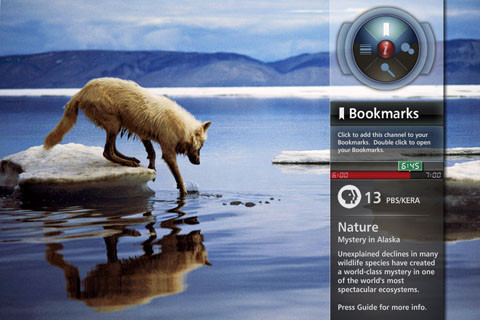 Bookmarks
Click to add this channel to your
Bookmarks. Double click to open
your Bookmarks.
6:45
6:00
7:00
13 PBS/KERA
Nature
Mystery in Alaska
Unexplained declines in many
wildlife species have created
a world-class mystery in one
of the world's most
spectacular ecosystems.
Press Guide for more info.